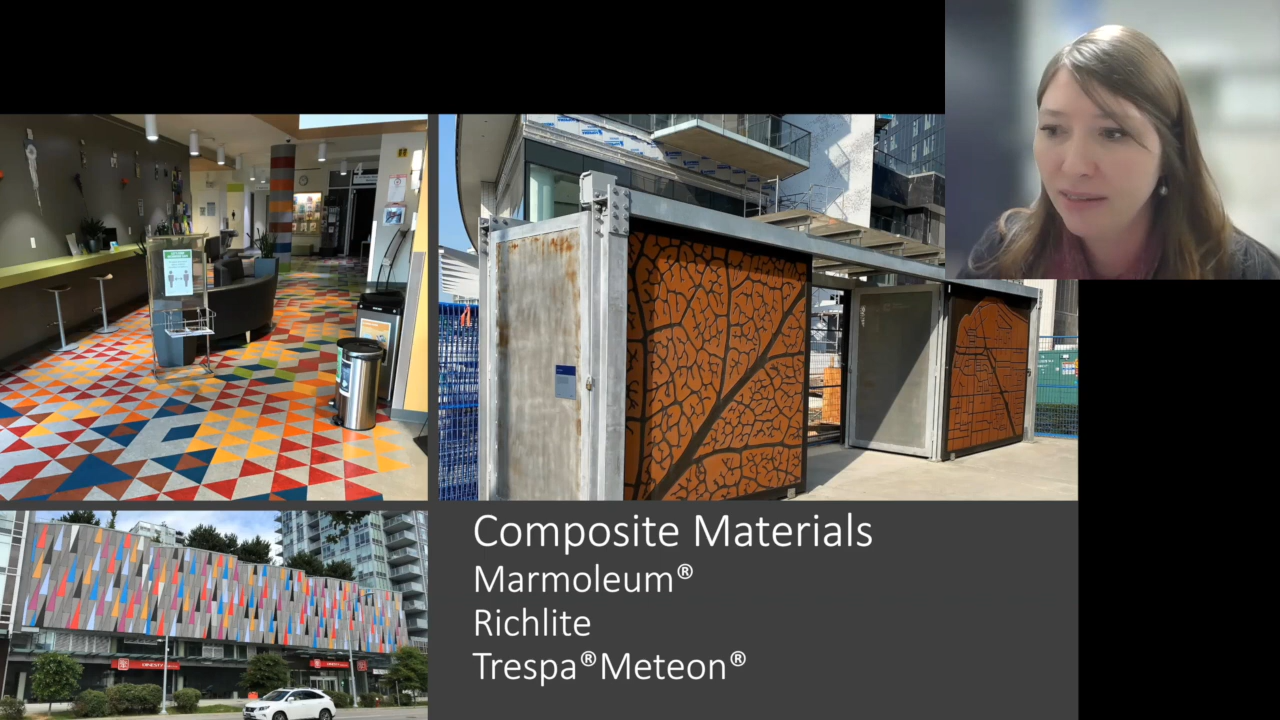 Composite Materials
Marmoleum®
Richlite
Trespa®Meteon®